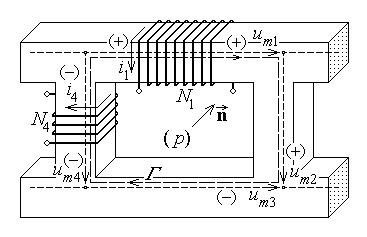 (+) (+) u_m1
(−) i_1
i_4 N_1
N_4 (p) n
(−) (+)
u_m4 Γ u_m2
(−) u_m3